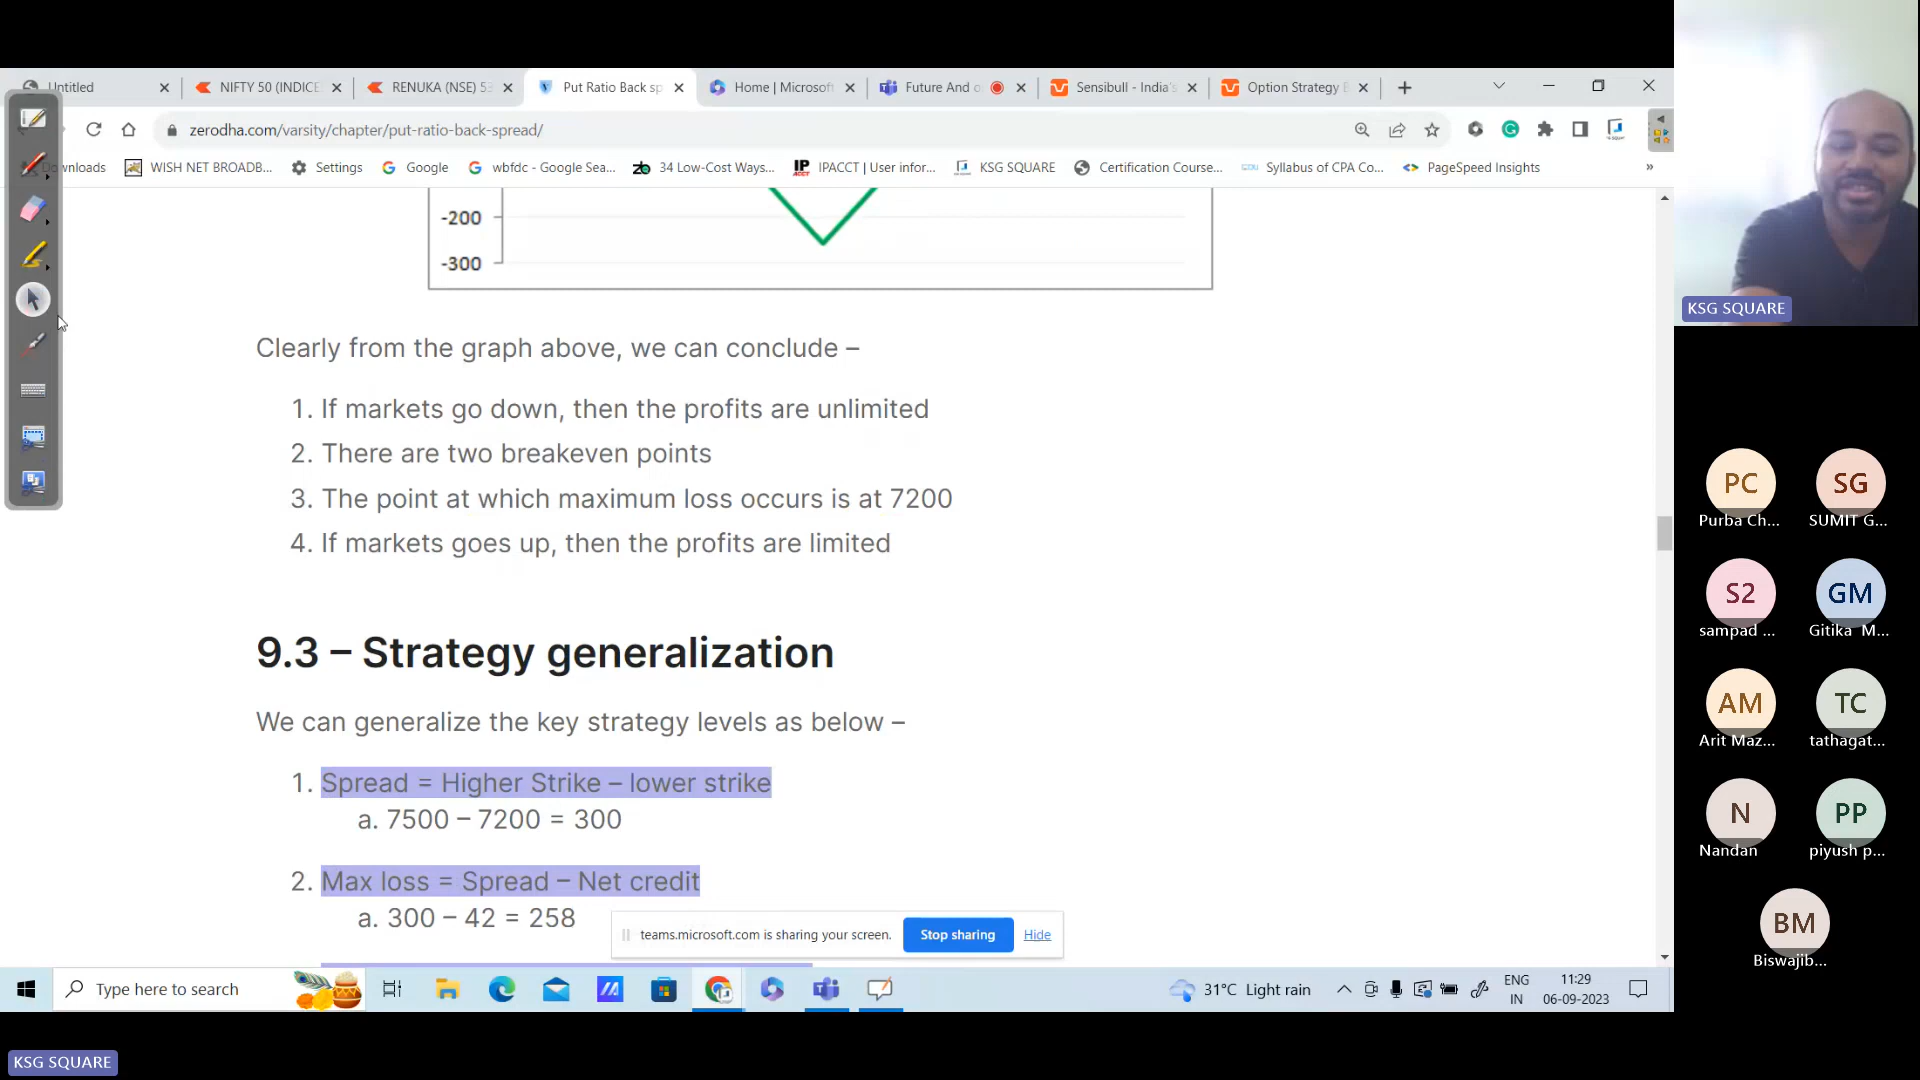 Untitled
NIFTY 50 (INDICE
RENUKA (NSE) 53
Put Ratio Back sp
Home | Microsoft
Future And o
Sensibull - India's
Option Strategy B
zerodha.com/varsity/chapter/put-ratio-back-spread/
Downloads
WISH NET BROADB...
Settings
Google
wbfdc - Google Sea...
34 Low-Cost Ways...
IPACCT | User infor...
KSG SQUARE
Certification Course...
Syllabus of CPA Co...
PageSpeed Insights
»
-200
-300
Clearly from the graph above, we can conclude –
1. If markets go down, then the profits are unlimited
2. There are two breakeven points
3. The point at which maximum loss occurs is at 7200
4. If markets goes up, then the profits are limited
9.3 – Strategy generalization
We can generalize the key strategy levels as below –
1. Spread = Higher Strike – lower strike
a. 7500 – 7200 = 300
2. Max loss = Spread – Net credit
a. 300 – 42 = 258
teams.microsoft.com is sharing your screen.
Stop sharing
Hide
Type here to search
31°C Light rain
ENG
IN
11:29
06-09-2023
KSG SQUARE
KSG SQUARE
PC
Purba Ch...
SG
SUMIT G...
S2
sampad ...
GM
Gitika M...
AM
Arit Maz...
TC
tathagat...
N
Nandan
PP
piyush p...
BM
Biswajib...